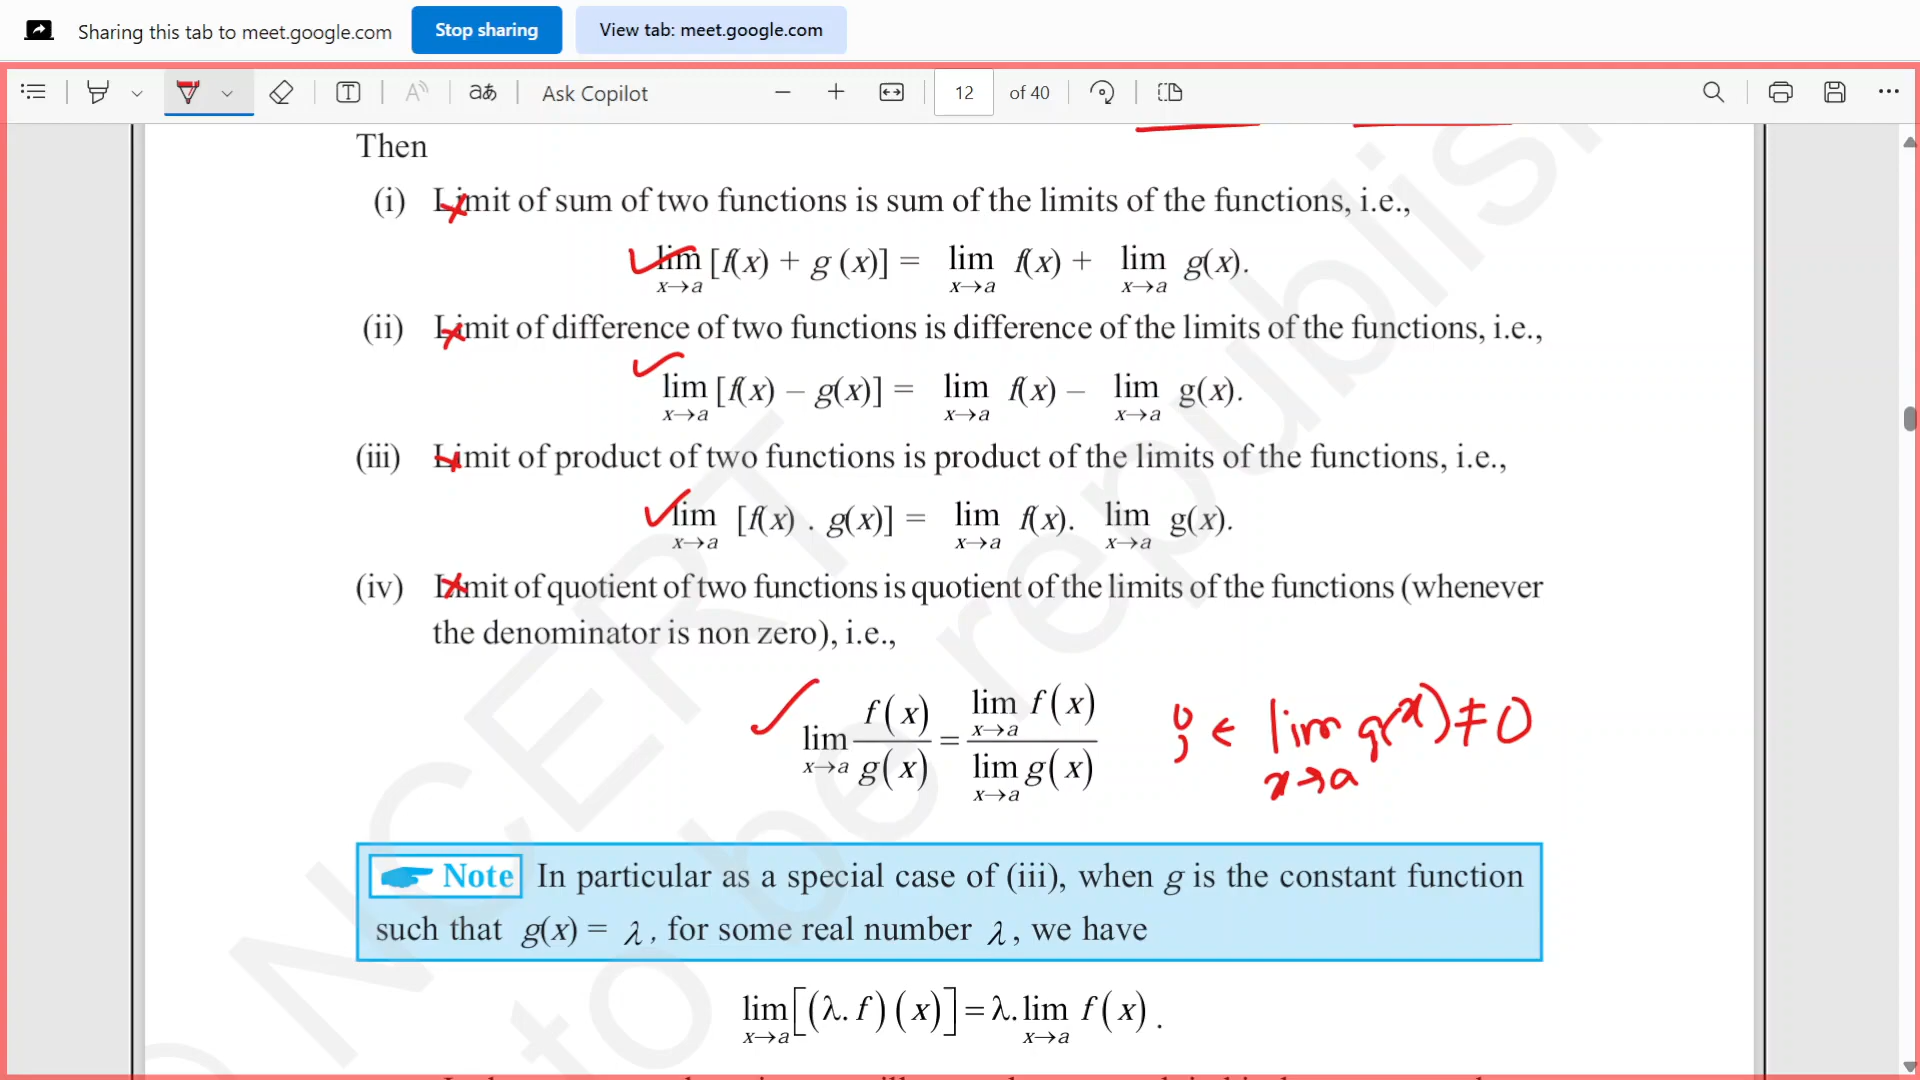 Sharing this tab to meet.google.com Stop sharing View tab: meet.google.com
Ask Copilot 12 of 40
Then
(i) Limit of sum of two functions is sum of the limits of the functions, i.e.,
lim x→a [f(x) + g (x)] = lim x→a f(x) + lim x→a g(x).
(ii) Limit of difference of two functions is difference of the limits of the functions, i.e.,
lim x→a [f(x) – g(x)] = lim x→a f(x) – lim x→a g(x).
(iii) Limit of product of two functions is product of the limits of the functions, i.e.,
lim x→a [f(x) . g(x)] = lim x→a f(x). lim x→a g(x).
(iv) Limit of quotient of two functions is quotient of the limits of the functions (whenever
the denominator is non zero), i.e.,
lim x→a f(x)/g(x) = lim x→a f(x) / lim x→a g(x) lim x→a g(x) ≠ 0
Note In particular as a special case of (iii), when g is the constant function
such that g(x) = λ, for some real number λ, we have
lim x→a [(λ. f) (x)] = λ. lim x→a f(x) .
NCERT
to be republis